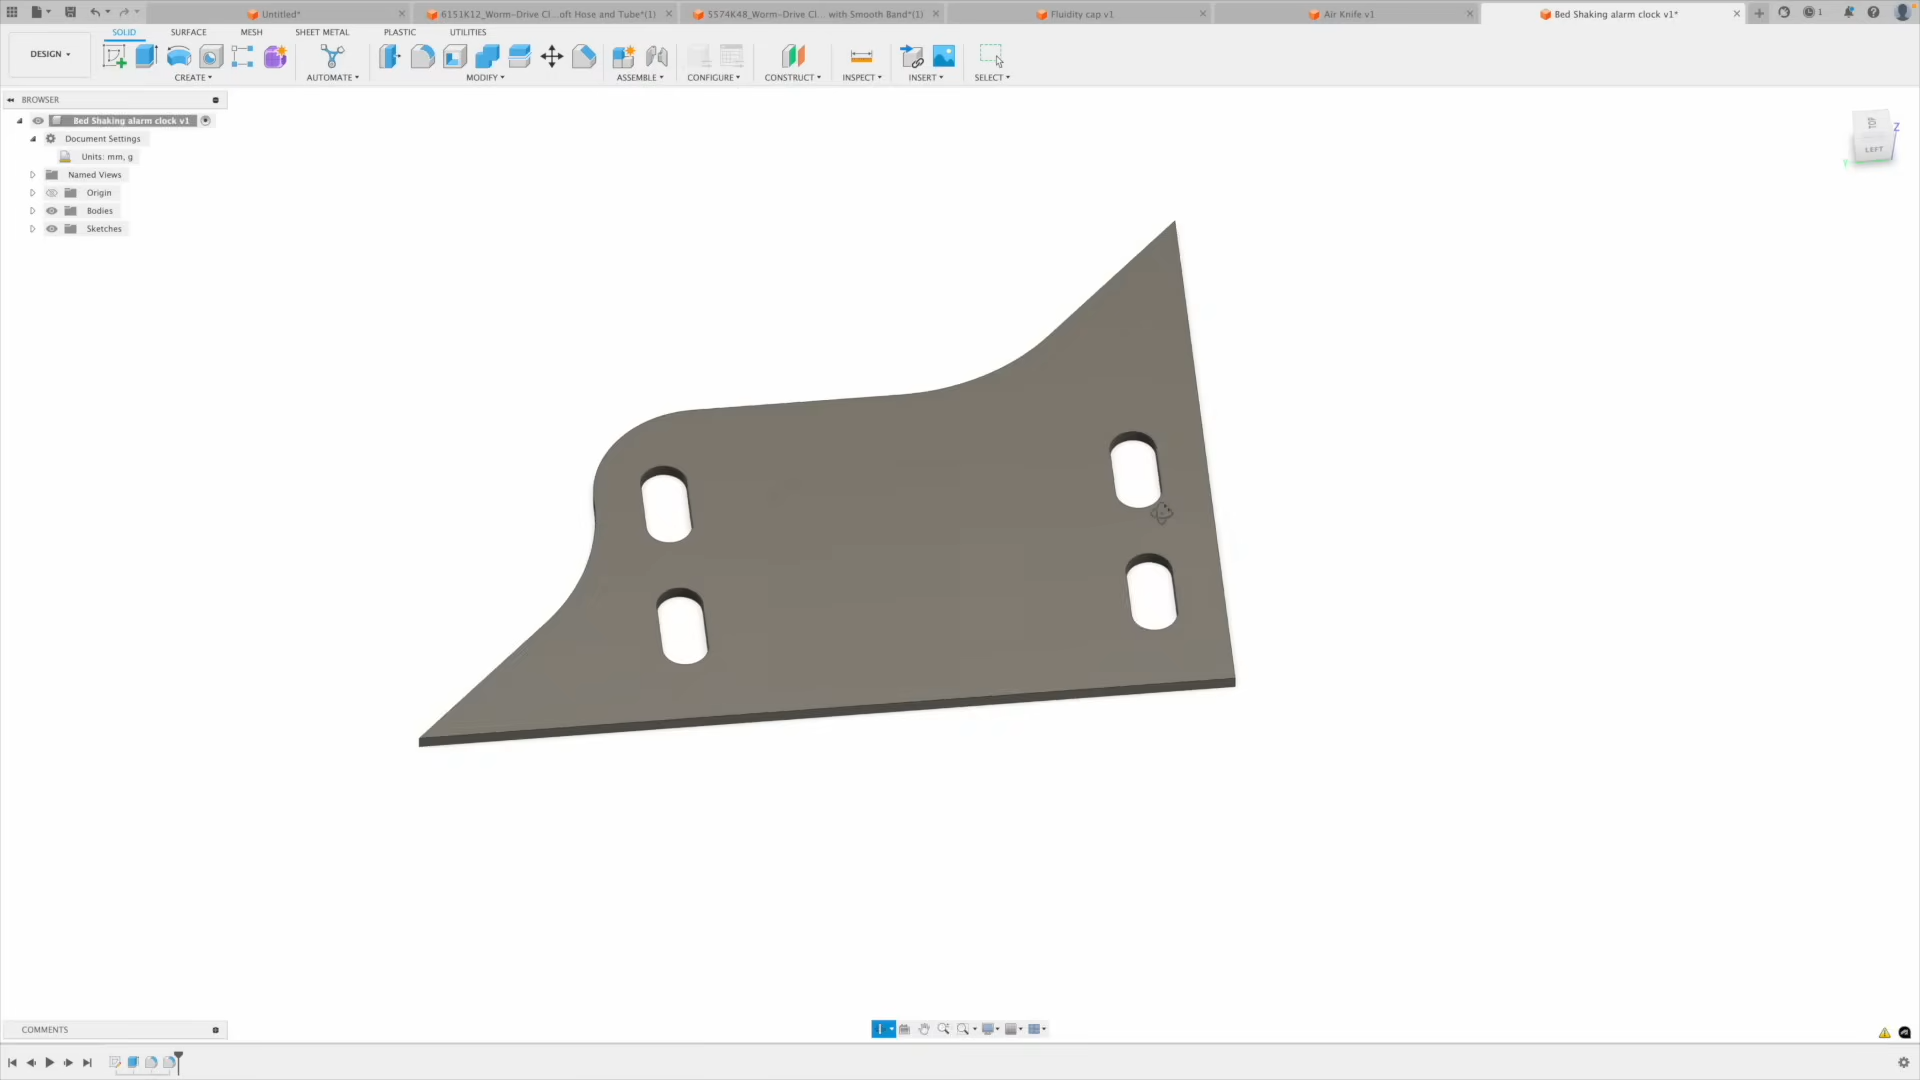 Untitled*
6151K12_Worm-Drive Cl...oft Hose and Tube*(1)
5574K48_Worm-Drive Cl... with Smooth Band*(1)
Fluidity cap v1
Air Knife v1
Bed Shaking alarm clock v1*
1
DESIGN
SOLID
SURFACE
MESH
SHEET METAL
PLASTIC
UTILITIES
CREATE
AUTOMATE
MODIFY
ASSEMBLE
CONFIGURE
CONSTRUCT
INSPECT
INSERT
SELECT
BROWSER
Bed Shaking alarm clock v1
Document Settings
Units: mm, g
Named Views
Origin
Bodies
Sketches
TOP
LEFT
Z
Y
COMMENTS